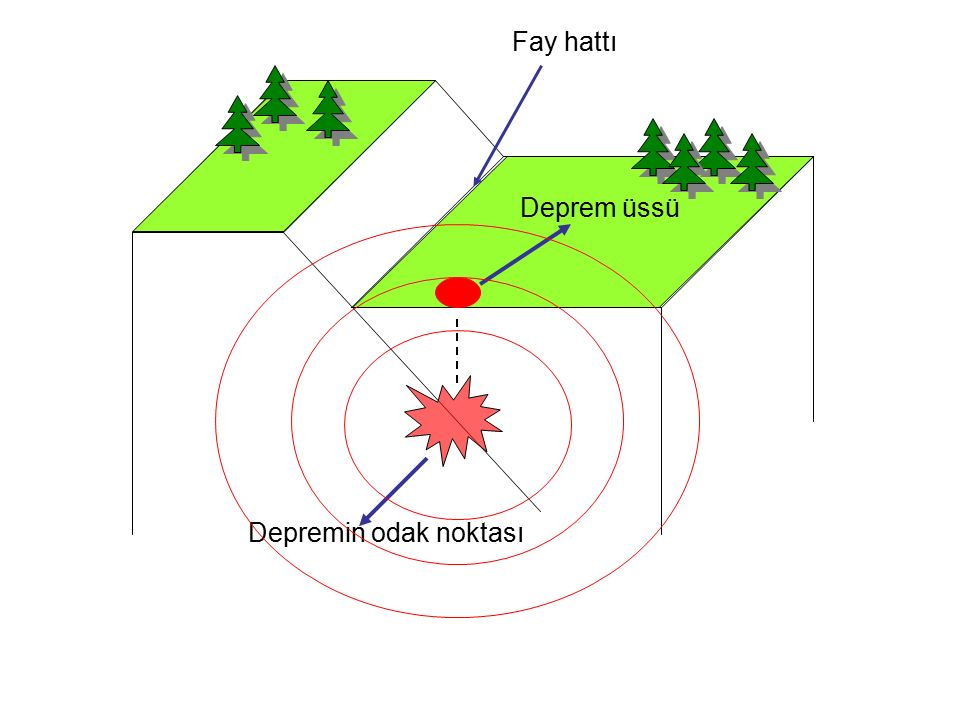 Fay hattı
Deprem üssü
Depremin odak noktası